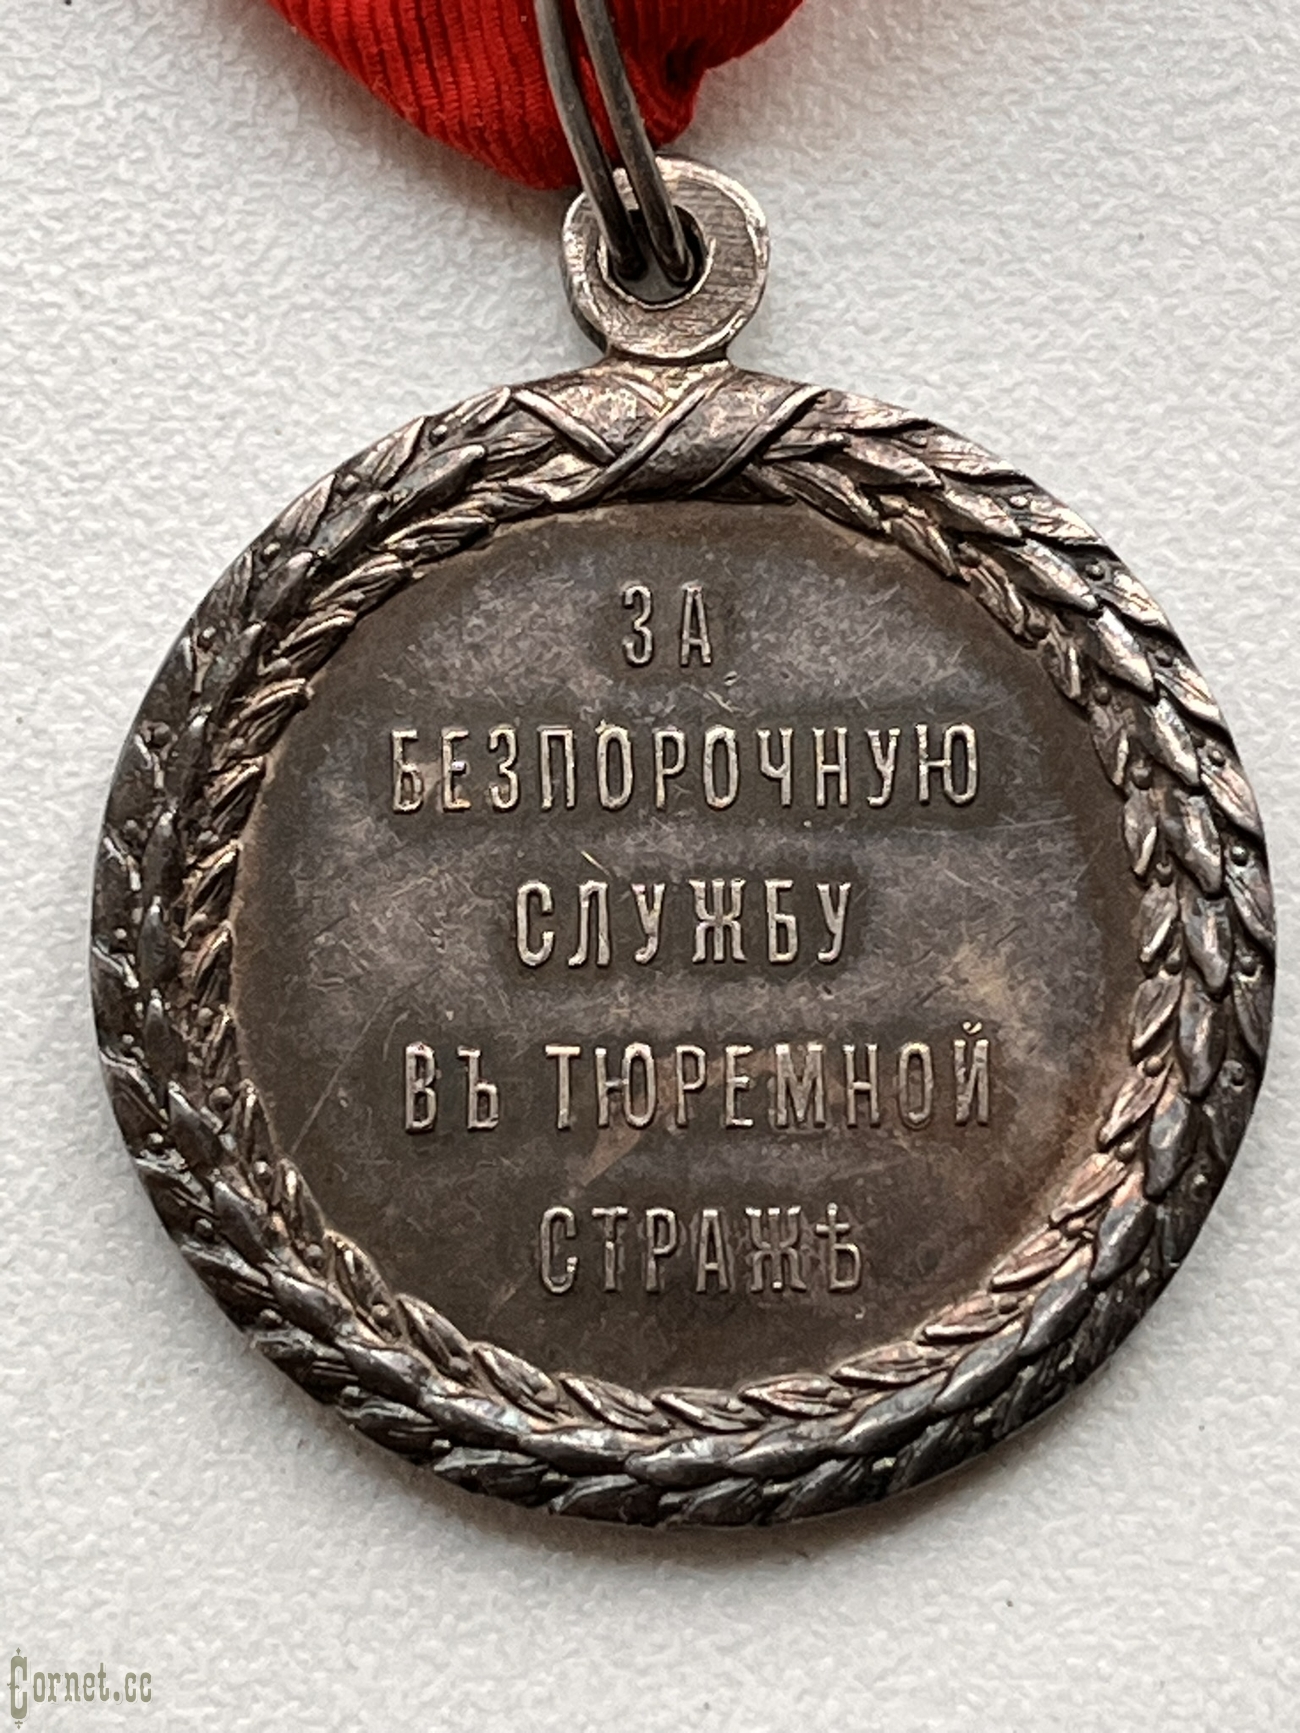 ЗА
БЕЗПОРОЧНУЮ
СЛУЖБУ
ВЪ ТЮРЕМНОЙ
СТРАЖѢ
Cornet.cc